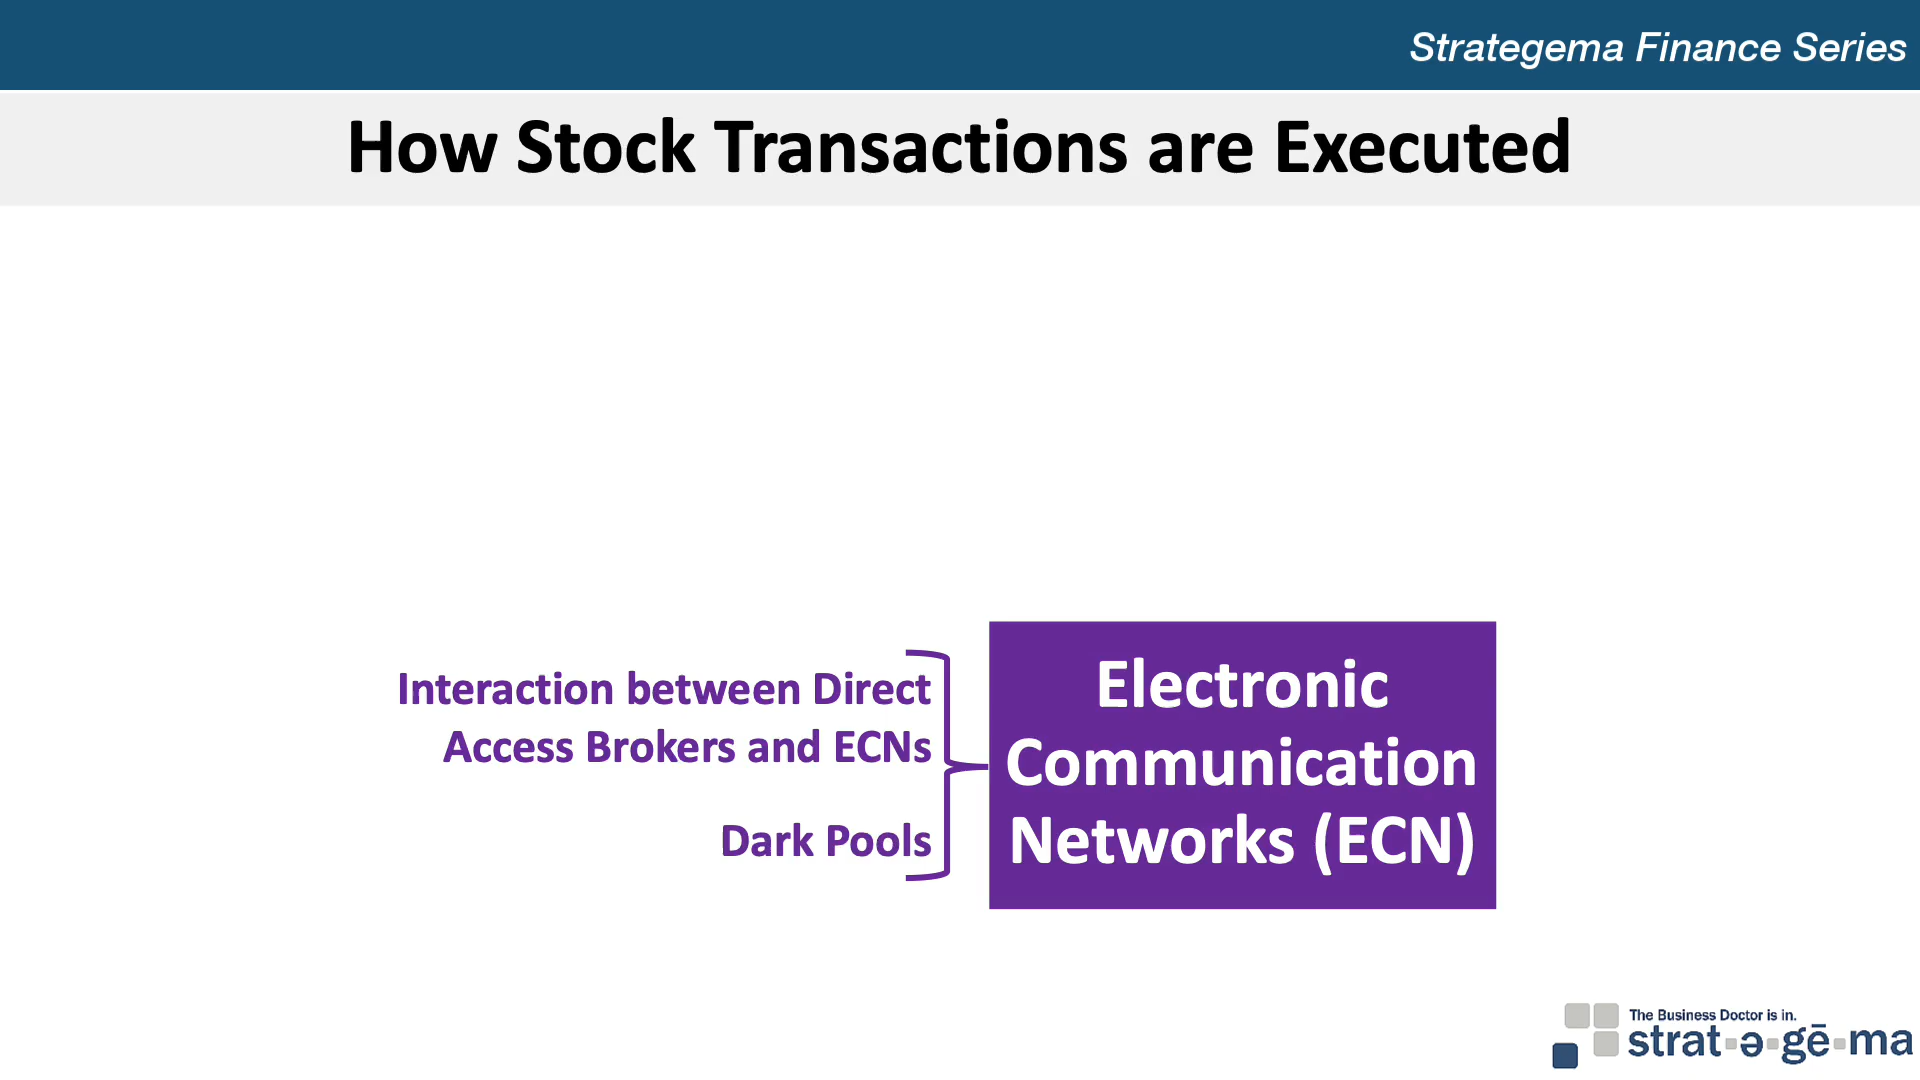 Strategema Finance Series
How Stock Transactions are Executed
Interaction between Direct
Access Brokers and ECNs
Dark Pools
Electronic
Communication
Networks (ECN)
The Business Doctor is in.
strat-ə-gē-ma